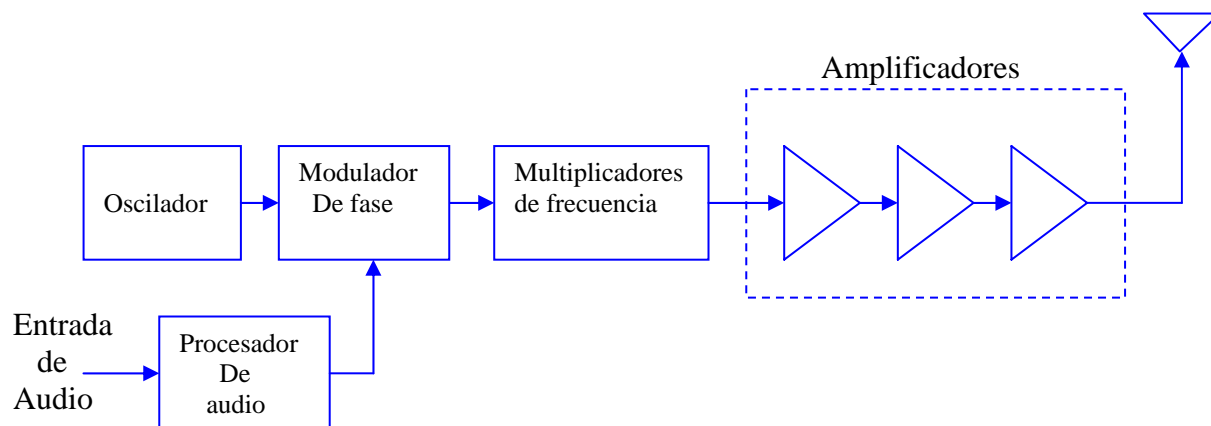 Amplificadores
Oscilador
Modulador
De fase
Multiplicadores
de frecuencia
Entrada
de
Audio
Procesador
De
audio